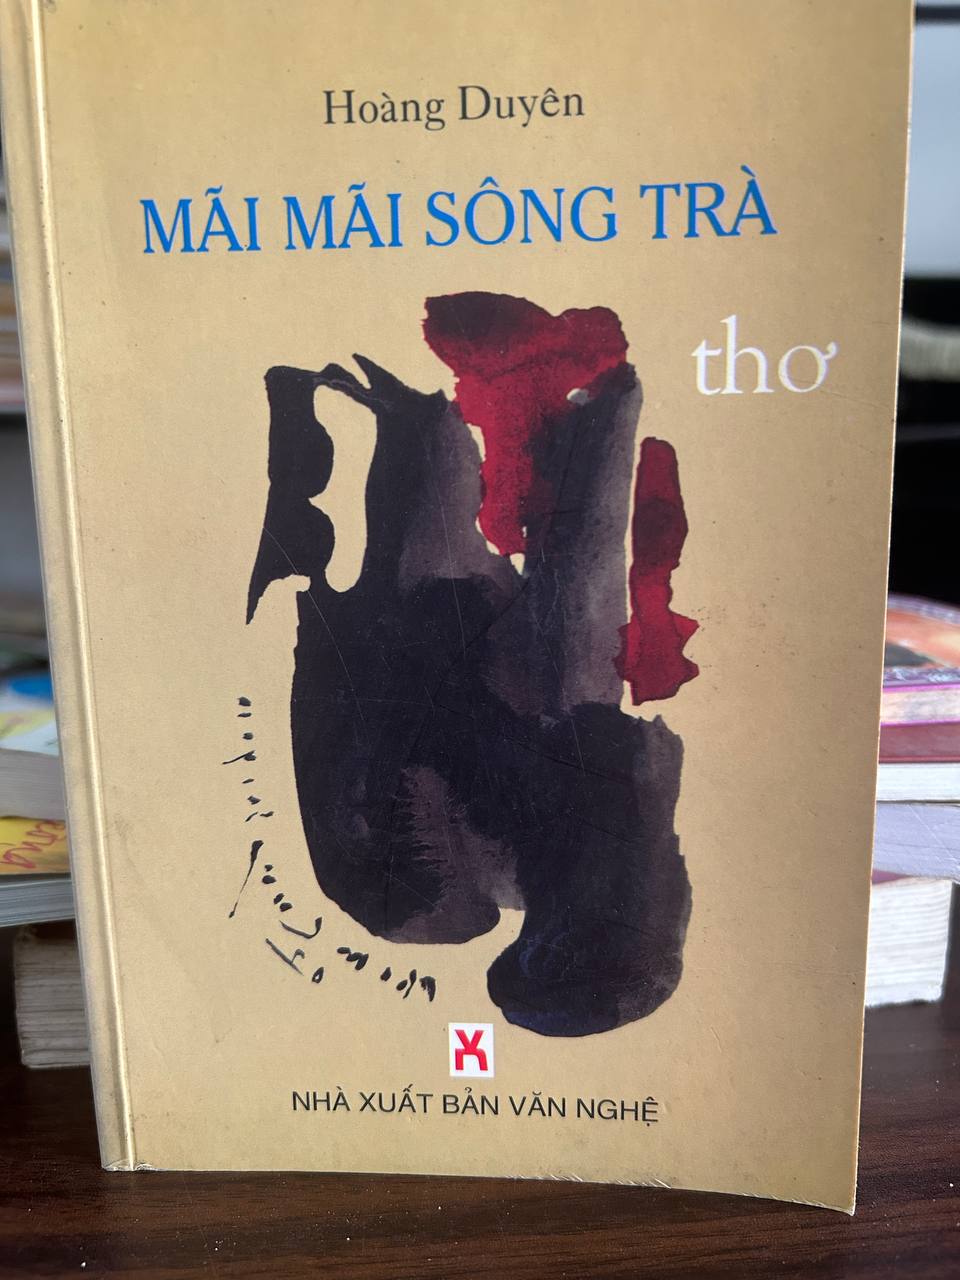 Hoàng Duyên
MÃI MÃI SÔNG TRÀ
thơ
NHÀ XUẤT BẢN VĂN NGHỆ